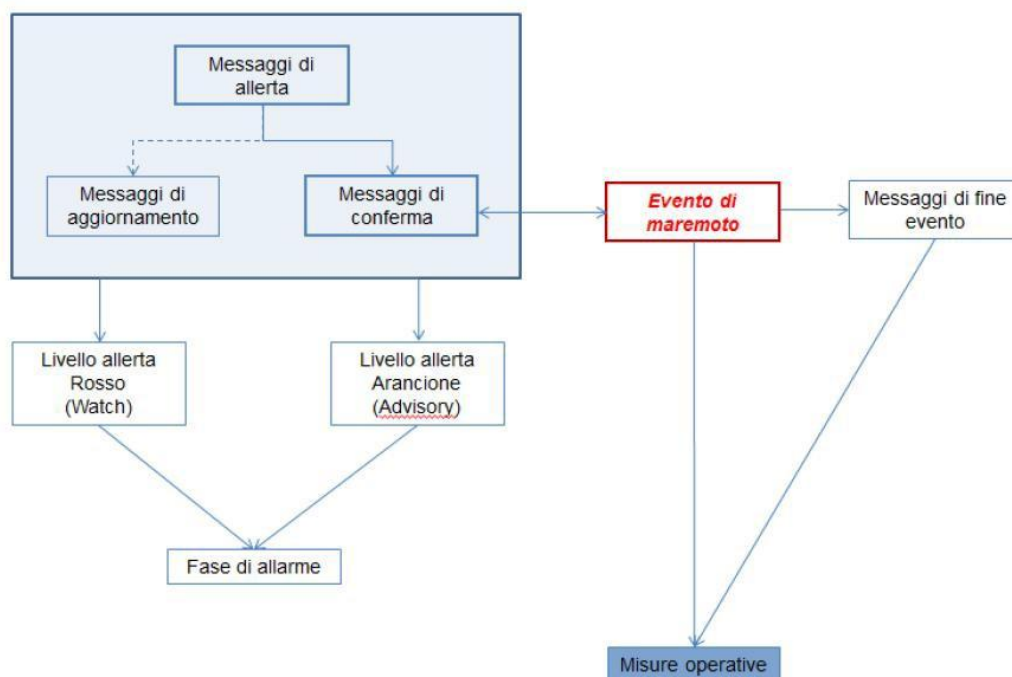 Messaggi di
allerta
Messaggi di
aggiornamento
Messaggi di
conferma
Evento di
maremoto
Messaggi di fine
evento
Livello allerta
Rosso
(Watch)
Livello allerta
Arancione
(Advisory)
Fase di allarme
Misure operative